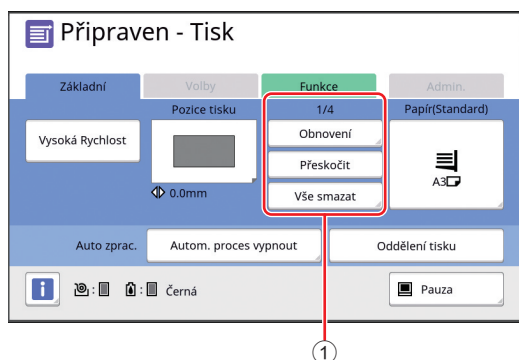 Připraven - Tisk
Základní
Volby
Funkce
Admin.
Pozice tisku
1/4
Papír(Standard)
Vysoká Rychlost
Obnovení
Přeskočit
Vše smazat
0.0mm
A3
Auto zprac.
Autom. proces vypnout
Oddělení tisku
i
:
:
Černá
Pauza
1